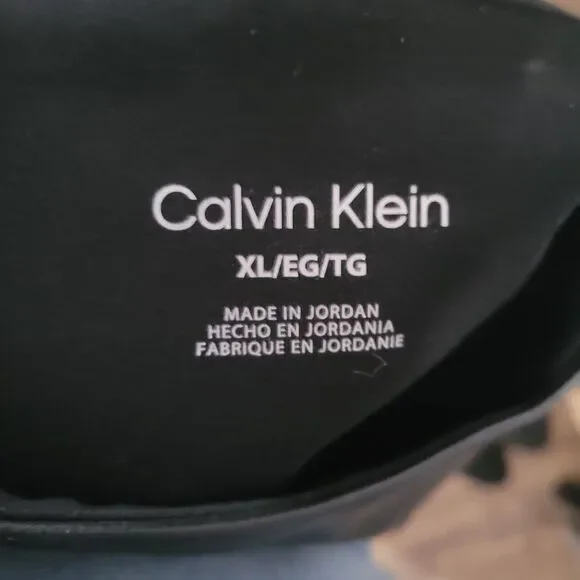 Calvin Klein
XL/EG/TG
MADE IN JORDAN
HECHO EN JORDANIA
FABRIQUE EN JORDANIE